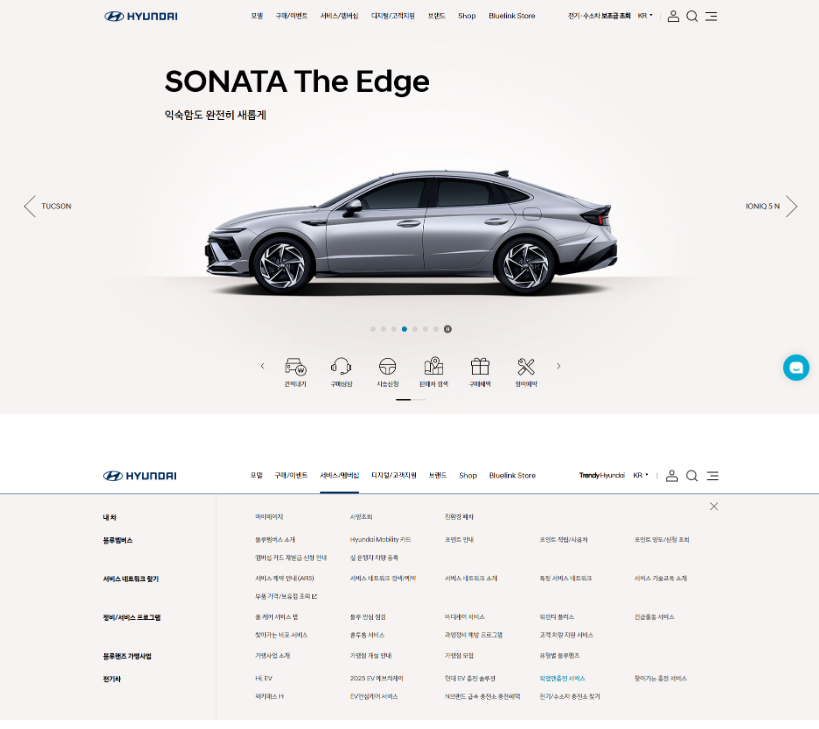 HYUNDAI
모델 구매/이벤트 서비스/멤버십 디지털/고객지원 브랜드 Shop Bluelink Store
전기·수소차 보조금 조회 KR
SONATA The Edge
익숙함도 완전히 새롭게
TUCSON
IONIQ 5 N
견적내기 구매상담 시승신청 판매처 검색 구매혜택 정비예약
HYUNDAI
모델 구매/이벤트 서비스/멤버십 디지털/고객지원 브랜드 Shop Bluelink Store
TrendyHyundai KR
내 차 마이페이지 사양조회 친환경 폐차
블루멤버스 블루멤버스 소개 Hyundai Mobility 카드 포인트 안내 포인트 적립/사용처 포인트 양도/신청 조회
멤버십 카드 재발급 신청 안내 실 운행자 차량 등록
서비스 네트워크 찾기 서비스 예약 안내(ARS) 서비스 네트워크 검색/예약 서비스 네트워크 소개 특장 서비스 네트워크 서비스 기술교육 소개
부품 가격/보유점 조회
정비/서비스 프로그램 올 케어 서비스 맵 블루 안심 점검 바디케어 서비스 워런티 플러스 긴급출동 서비스
찾아가는 비포 서비스 홈투홈 서비스 과열정비 예방 프로그램 고객 차량 지원 서비스
블루핸즈 가맹사업 가맹사업 소개 가맹점 개설 안내 가맹점 모집 유형별 블루핸즈
전기차 Hi, EV 2025 EV 에브리케어 현대 EV 충전 솔루션 픽업앤충전 서비스 찾아가는 충전 서비스
럭키패스 H EV안심케어 서비스 N브랜드 급속 충전소 충전혜택 전기/수소차 충전소 찾기